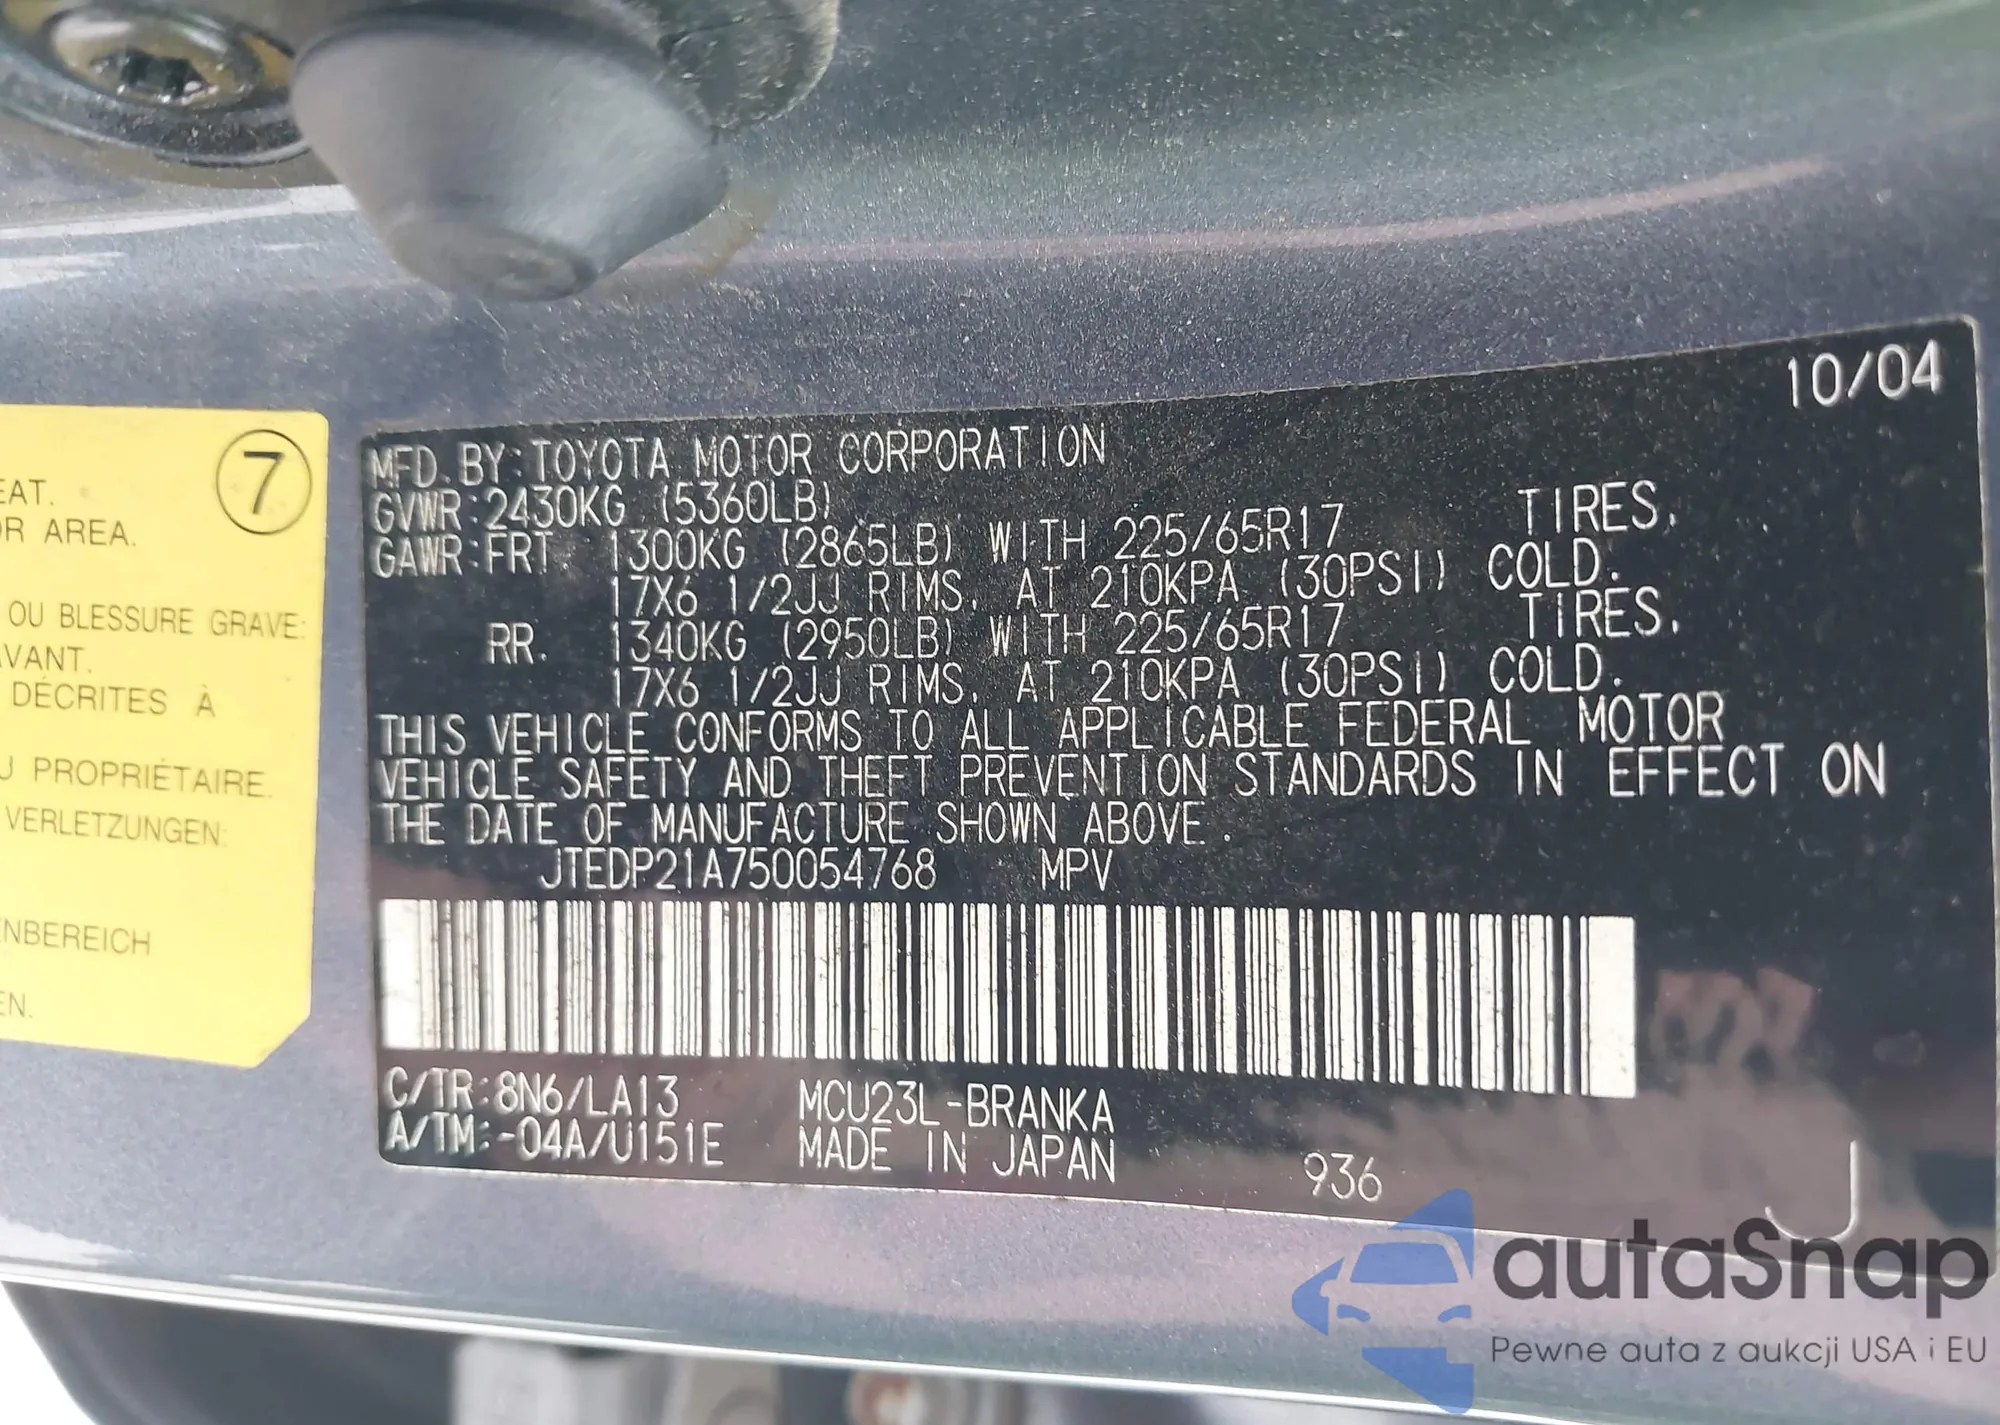 EAT.
OR AREA.
7
OU BLESSURE GRAVE:
AVANT.
DÉCRITES À
U PROPRIÉTAIRE.
VERLETZUNGEN:
ENBEREICH
EN.
10/04
MFD. BY:TOYOTA MOTOR CORPORATION
GVWR:2430KG (5360LB)
GAWR:FRT 1300KG (2865LB) WITH 225/65R17 TIRES,
17X6 1/2JJ RIMS, AT 210KPA (30PSI) COLD.
RR. 1340KG (2950LB) WITH 225/65R17 TIRES,
17X6 1/2JJ RIMS, AT 210KPA (30PSI) COLD.
THIS VEHICLE CONFORMS TO ALL APPLICABLE FEDERAL MOTOR
VEHICLE SAFETY AND THEFT PREVENTION STANDARDS IN EFFECT ON
THE DATE OF MANUFACTURE SHOWN ABOVE.
JTEDP21A750054768 MPV
C/TR:8N6/LA13 MCU23L-BRANKA
A/TM:-04A/U151E MADE IN JAPAN
936
J
autaSnap
Pewne auta z aukcji USA i EU